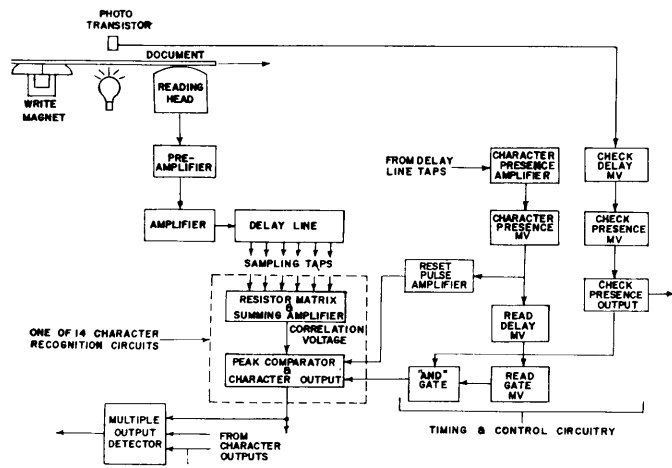 PHOTO
TRANSISTOR
DOCUMENT
WRITE
MAGNET
READING
HEAD
PRE-
AMPLIFIER
AMPLIFIER
DELAY LINE
SAMPLING TAPS
RESISTOR MATRIX
&
SUMMING AMPLIFIER
CORRELATION
VOLTAGE
ONE OF 14 CHARACTER
RECOGNITION CIRCUITS
PEAK COMPARATOR
&
CHARACTER OUTPUT
MULTIPLE
OUTPUT
DETECTOR
FROM
CHARACTER
OUTPUTS
FROM DELAY
LINE TAPS
CHARACTER
PRESENCE
AMPLIFIER
CHARACTER
PRESENCE
MV
RESET
PULSE
AMPLIFIER
READ
DELAY
MV
"AND"
GATE
READ
GATE
MV
CHECK
DELAY
MV
CHECK
PRESENCE
MV
CHECK
PRESENCE
OUTPUT
TIMING & CONTROL CIRCUITRY